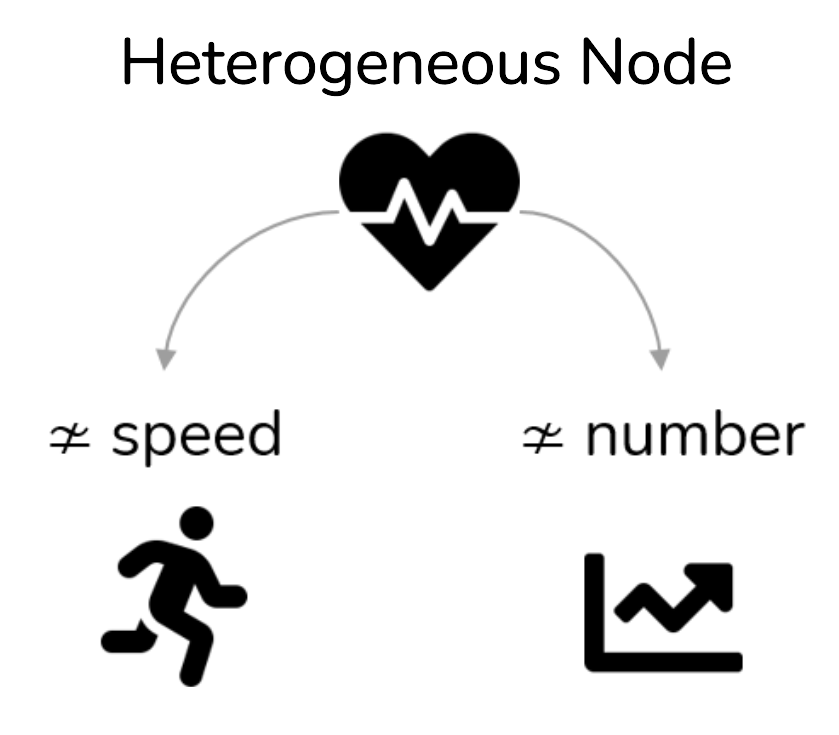 Heterogeneous Node
≄ speed
≄ number